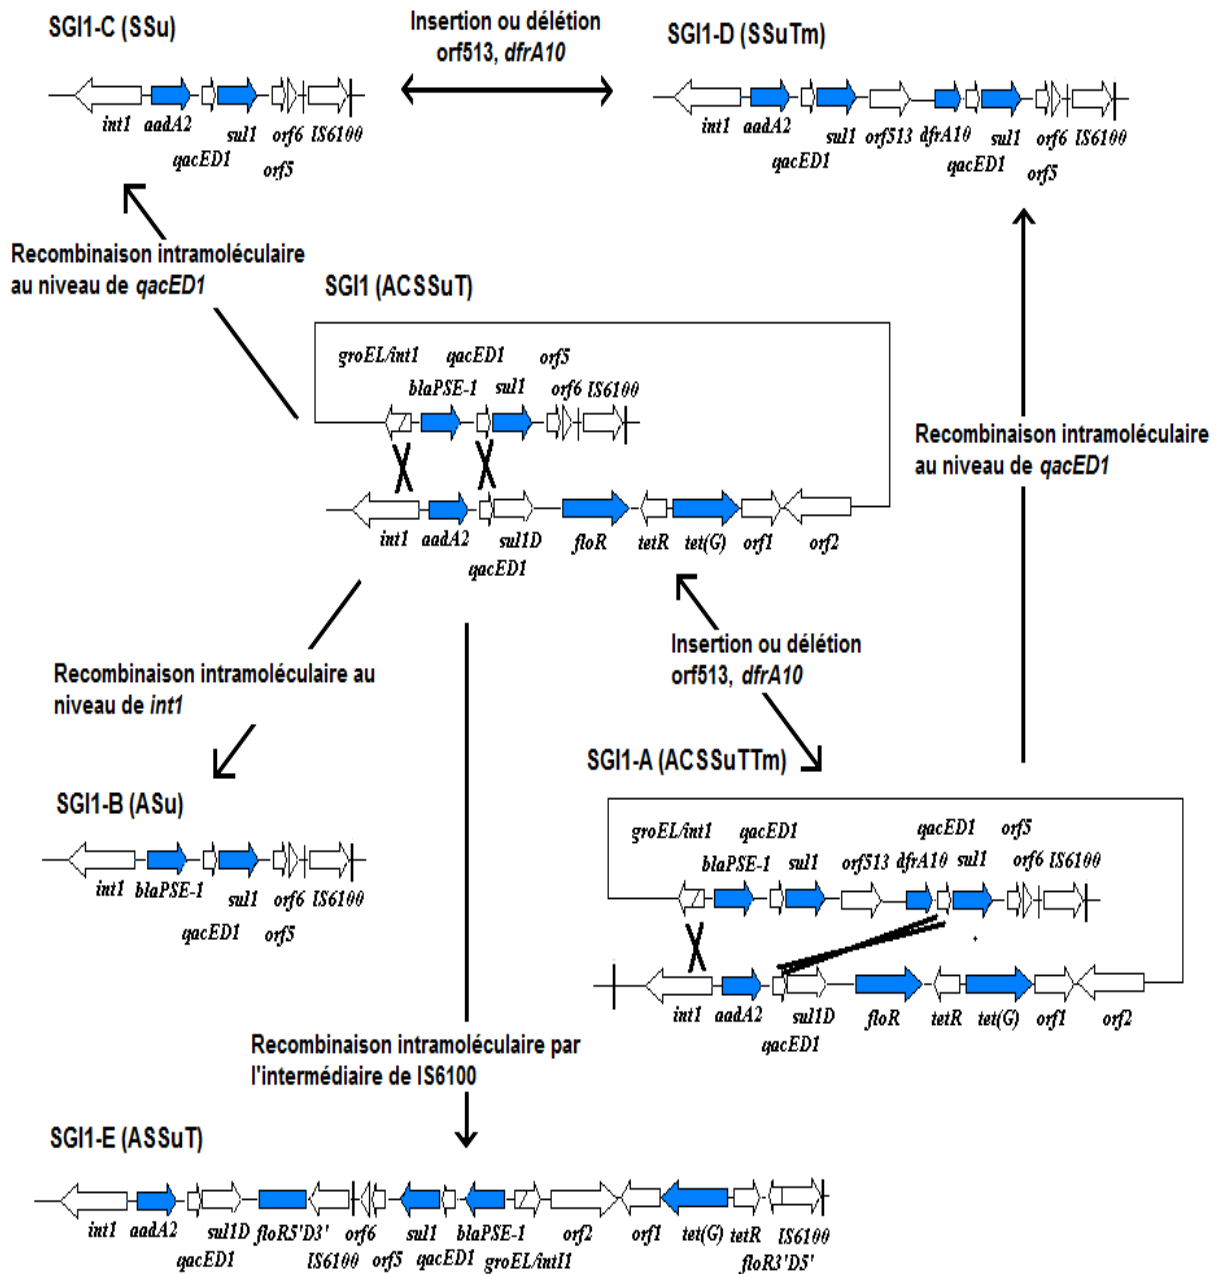 SGI1-C (SSu)
Insertion ou délétion
orf513, dfrA10
SGI1-D (SSuTm)
int1 aadA2 sul1 orf6 IS6100
qacED1 orf5
int1 aadA2 sul1 orf513 dfrA10 sul1 orf6 IS6100
qacED1 qacED1 orf5
Recombinaison intramoléculaire
au niveau de qacED1
SGI1 (ACSSuT)
groEL/int1 qacED1 orf5
blaPSE-1 sul1 orf6 IS6100
int1 aadA2 sul1D floR tetR tet(G) orf1 orf2
qacED1
Recombinaison intramoléculaire
au niveau de qacED1
Recombinaison intramoléculaire au
niveau de int1
Insertion ou délétion
orf513, dfrA10
SGI1-B (ASu)
int1 blaPSE-1 sul1 orf6 IS6100
qacED1 orf5
SGI1-A (ACSSuTTm)
groEL/int1 qacED1 qacED1 orf5
blaPSE-1 sul1 orf513 dfrA10 sul1 orf6 IS6100
int1 aadA2 sul1D floR tetR tet(G) orf1 orf2
qacED1
Recombinaison intramoléculaire par
l'intermédiaire de IS6100
SGI1-E (ASSuT)
int1 aadA2 sul1D floR5'D3' orf6 sul1 blaPSE-1 orf2 orf1 tet(G) tetR IS6100
qacED1 IS6100 orf5 qacED1 groEL/intI1 floR3'D5'